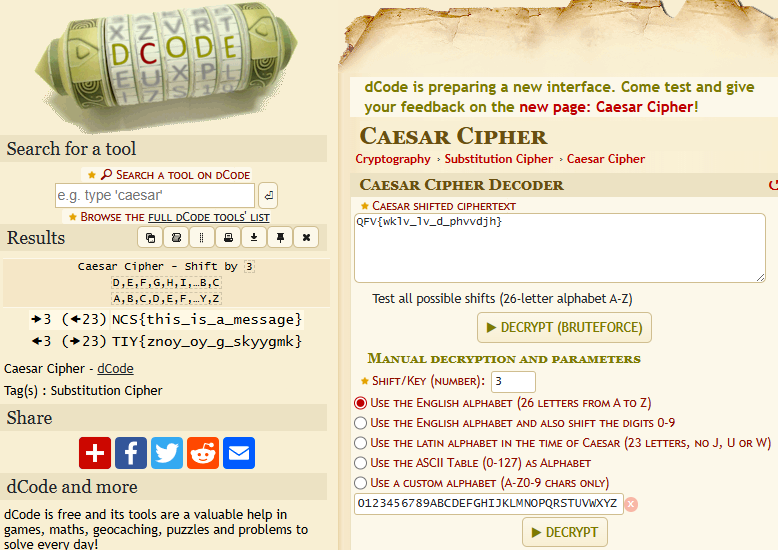 X Z V R T
D C O D E
E U X P L
dCode is preparing a new interface. Come test and give
your feedback on the new page: Caesar Cipher!
Search for a tool
Search a tool on dCode
e.g. type 'caesar'
Browse the full dCode tools' list
Results
Caesar Cipher - Shift by 3
D,E,F,G,H,I,…B,C
A,B,C,D,E,F,…Y,Z
➔3 (←23) NCS{this_is_a_message}
←3 (➔23) TIY{znoy_oy_g_skyygmk}
Caesar Cipher - dCode
Tag(s) : Substitution Cipher
Share
dCode and more
dCode is free and its tools are a valuable help in
games, maths, geocaching, puzzles and problems to
solve every day!
Caesar Cipher
Cryptography › Substitution Cipher › Caesar Cipher
Caesar Cipher Decoder
Caesar shifted ciphertext
QFV{wklv_lv_d_phvvdjh}
Test all possible shifts (26-letter alphabet A-Z)
▶ DECRYPT (BRUTEFORCE)
Manual decryption and parameters
Shift/Key (number): 3
Use the English alphabet (26 letters from A to Z)
Use the English alphabet and also shift the digits 0-9
Use the latin alphabet in the time of Caesar (23 letters, no J, U or W)
Use the ASCII Table (0-127) as Alphabet
Use a custom alphabet (A-Z0-9 chars only)
0123456789ABCDEFGHIJKLMNOPQRSTUVWXYZ
▶ DECRYPT